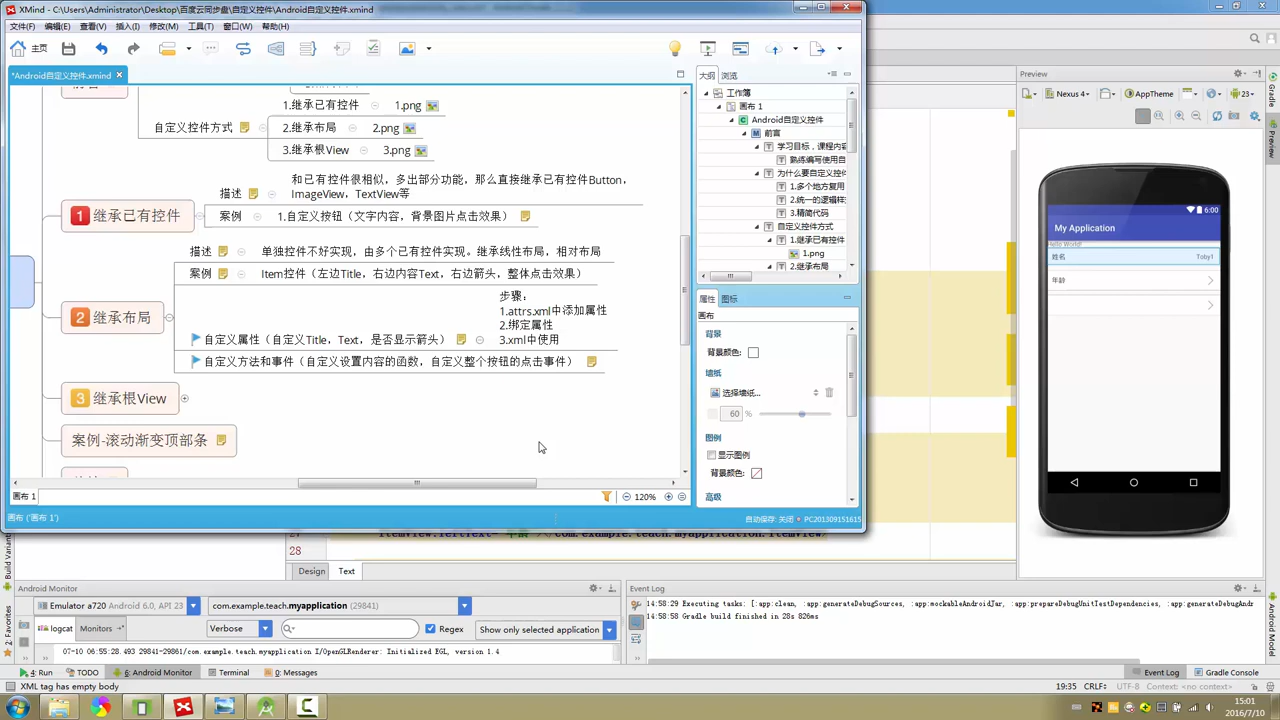 XMind - C:\Users\Administrator\Desktop\百度云同步盘\自定义控件\Android自定义控件.xmind
文件(F) 编辑(E) 查看(V) 插入(I) 修改(M) 工具(T) 窗口(W) 帮助(H)
主页
*Android自定义控件.xmind
1.继承已有控件 1.png
自定义控件方式 2.继承布局 2.png
3.继承根View 3.png
和已有控件很相似，多出部分功能，那么直接继承已有控件Button，
描述 ImageView，TextView等
1 继承已有控件 案例 1.自定义按钮（文字内容，背景图片点击效果）
描述 单独控件不好实现，由多个已有控件实现。继承线性布局，相对布局
案例 Item控件（左边Title，右边内容Text，右边箭头，整体点击效果）
步骤：
1.attrs.xml中添加属性
2 继承布局 2.绑定属性
自定义属性（自定义Title，Text，是否显示箭头） 3.xml中使用
自定义方法和事件（自定义设置内容的函数，自定义整个按钮的点击事件）
3 继承根View
案例-滚动渐变顶部条
画布 1
120%
画布 ('画布 1')
自动保存: 关闭 PC201309151615
大纲 浏览
工作簿
画布 1
Android自定义控件
前言
学习目标，课程内容
熟练编写使用自
为什么要自定义控件
1.多个地方复用
2.统一的逻辑样
3.精简代码
自定义控件方式
1.继承已有控件
1.png
2.继承布局
属性 图标
画布
背景
背景颜色:
墙纸
选择墙纸...
60 %
图例
显示图例
背景颜色:
高级
Preview
Nexus 4 AppTheme 23
6:00
My Application
Hello World!
姓名 Toby1
年龄
27 itemview:leftText="年龄"></com.example.teach.myapplication.ItemView>
28
Design Text
Build Variants
2: Favorites
Gradle
Preview
Android Model
Android Monitor
Emulator a720 Android 6.0, API 23 com.example.teach.myapplication (29841)
logcat Monitors Verbose Regex Show only selected application
07-10 06:55:28.493 29841-29861/com.example.teach.myapplication I/OpenGLRenderer: Initialized EGL, version 1.4
Event Log
14:58:29 Executing tasks: [:app:clean, :app:generateDebugSources, :app:mockableAndroidJar, :app:prepareDebugUnitTestDependencies, :app:generateDebugAndr
14:58:58 Gradle build finished in 28s 826ms
4: Run TODO 6: Android Monitor Terminal 0: Messages Event Log Gradle Console
XML tag has empty body 19:35 CRLF UTF-8 Context: <no context>
15:01
2016/7/10